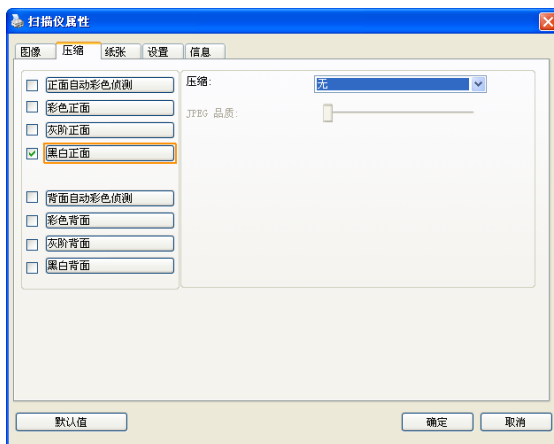 扫描仪属性
图像 压缩 纸张 设置 信息
正面自动彩色侦测
彩色正面
灰阶正面
黑白正面
背面自动彩色侦测
彩色背面
灰阶背面
黑白背面
压缩: 无
JPEG 品质:
默认值 确定 取消